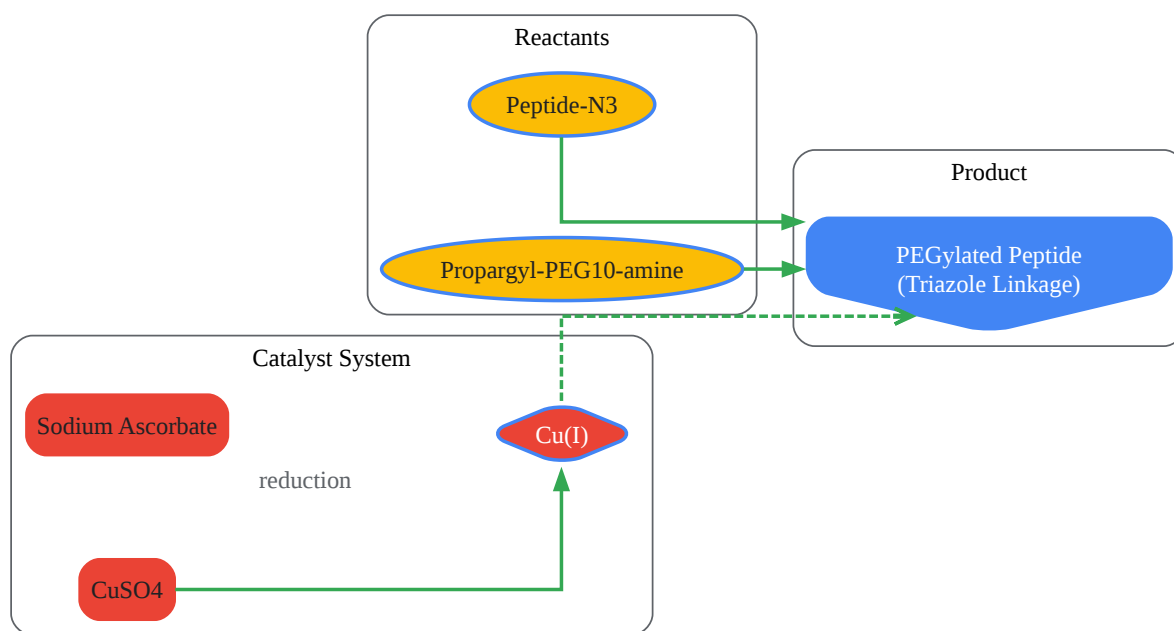 Reactants
Peptide-N3
Propargyl-PEG10-amine
Product
PEGylated Peptide
(Triazole Linkage)
Catalyst System
Sodium Ascorbate
Cu(I)
reduction
CuSO4